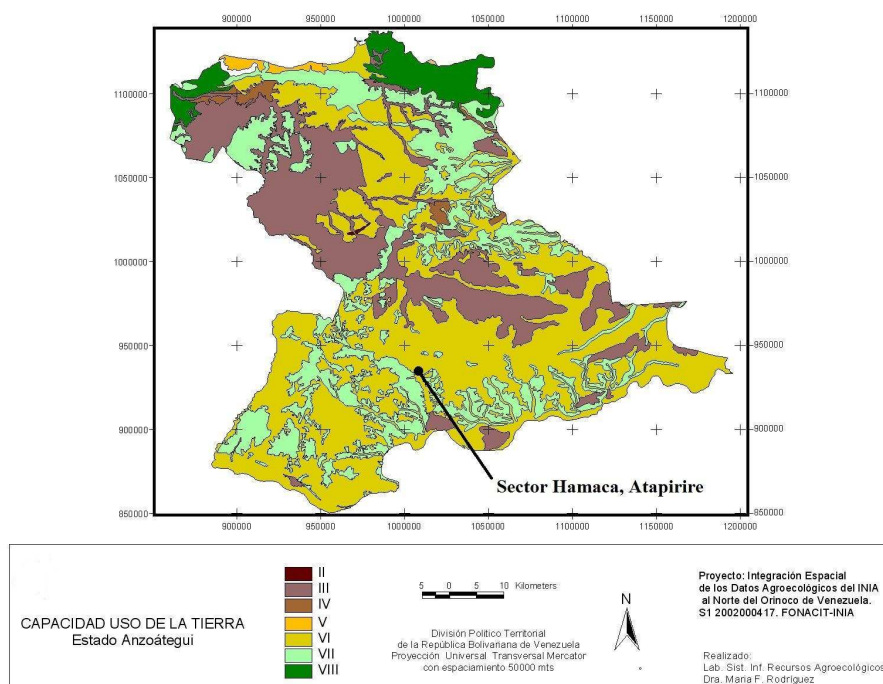 900000 950000 1000000 1050000 1100000 1150000 1200000
1100000 1100000
1050000 1050000
1000000 1000000
950000 950000
900000 900000
Sector Hamaca, Atapirire
850000 850000
900000 950000 1000000 1050000 1100000 1150000 1200000
CAPACIDAD USO DE LA TIERRA
Estado Anzoátegui
II
III
IV
V
VI
VII
VIII
5 0 5 10 Kilometers
División Político Territorial
de la República Bolivariana de Venezuela
Proyección Universal Transversal Mercator
con espaciamiento 50000 mts
N
Proyecto: Integración Espacial
de los Datos Agroecológicos del INIA
al Norte del Orinoco de Venezuela.
S1 2002000417. FONACIT-INIA
Realizado:
Lab. Sist. Inf. Recursos Agroecológicos
Dra. Maria F. Rodríguez